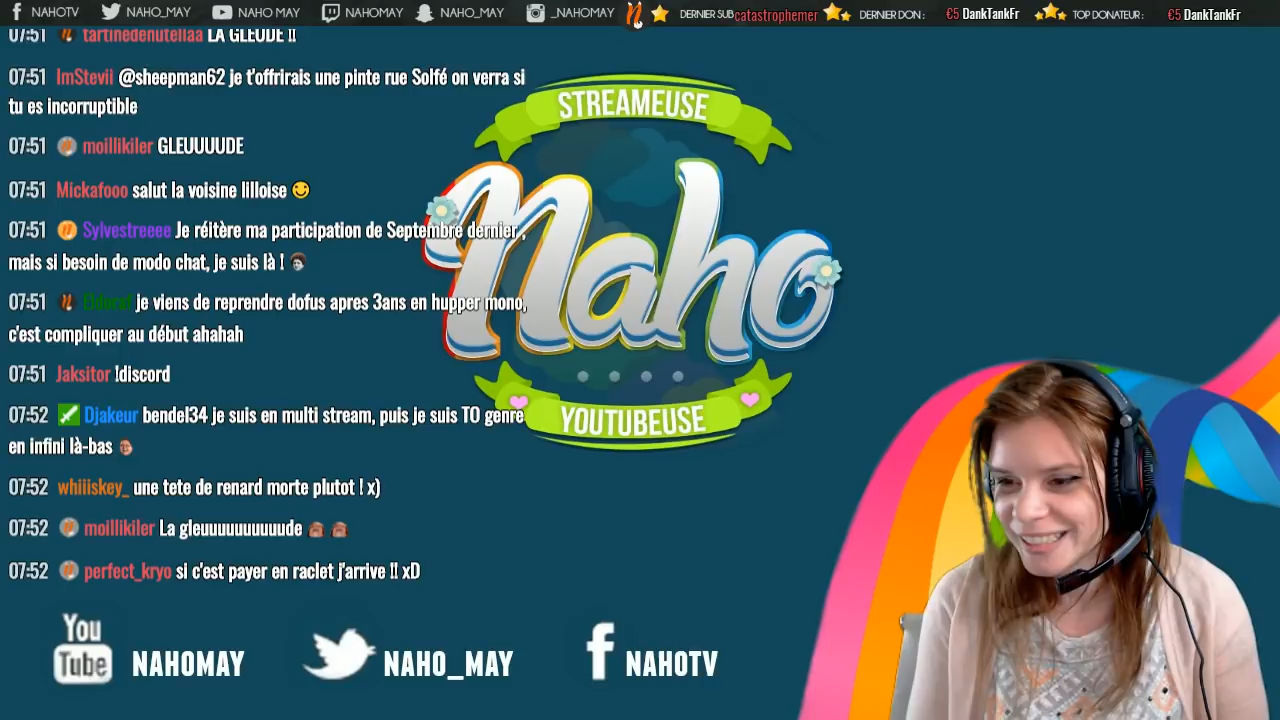 NAHOTV NAHO_MAY NAHO MAY NAHOMAY NAHO_MAY _NAHOMAY DERNIER SUB catastrophemer DERNIER DON : €5 DankTankFr TOP DONATEUR : €5 DankTankFr
07:51 tartinedenutellaa LA GLEUDE !!
07:51 ImStevii @sheepman62 je t'offrirais une pinte rue Solfé on verra si
tu es incorruptible
07:51 moillikiler GLEUUUUDE
07:51 Mickafooo salut la voisine lilloise
07:51 Sylvestreeee Je réitère ma participation de Septembre dernier,
mais si besoin de modo chat, je suis là !
07:51 je viens de reprendre dofus apres 3ans en hupper mono,
c'est compliquer au début ahahah
07:51 Jaksitor !discord
07:52 Djakeur bendel34 je suis en multi stream, puis je suis TO genre
en infini là-bas
07:52 whiiiskey_ une tete de renard morte plutot ! x)
07:52 moillikiler La gleuuuuuuuuuude
07:52 perfect_kryo si c'est payer en raclet j'arrive !! xD
STREAMEUSE
Naho
YOUTUBEUSE
You
Tube
NAHOMAY NAHO_MAY NAHOTV